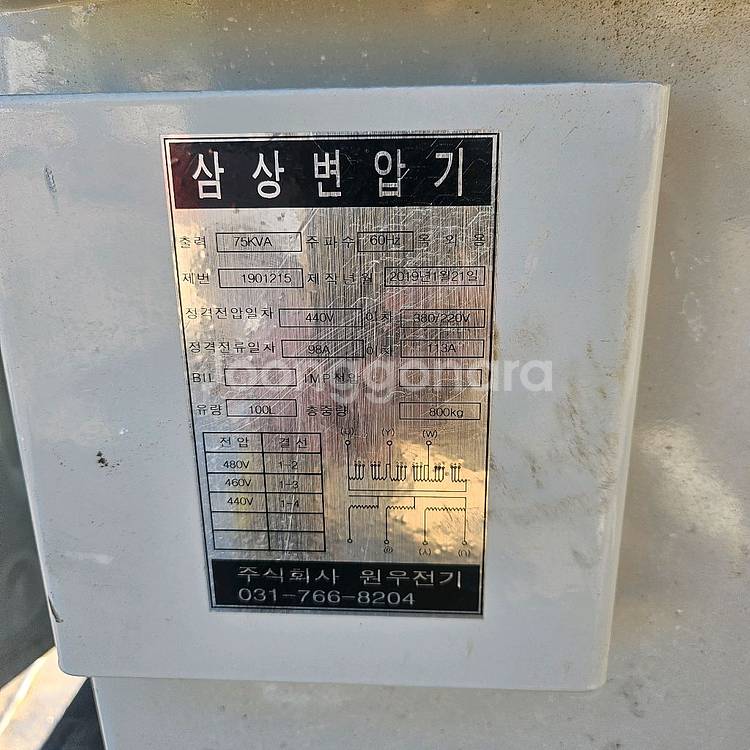 삼상변압기
출력 75KVA 주파수 60Hz 옥외용
제번 1901215 제작년월 2019년1월21일
정격전압일차 440V 이차 380/220V
정격전류일차 98A 이차 113A
BIL IMP전압
유량 100L 총중량 800kg
전압 결선
480V 1-2
460V 1-3
440V 1-4
(U) (Y) (W)
(O) (A) (N)
주식회사 원우전기
031-766-8204
joonggonara